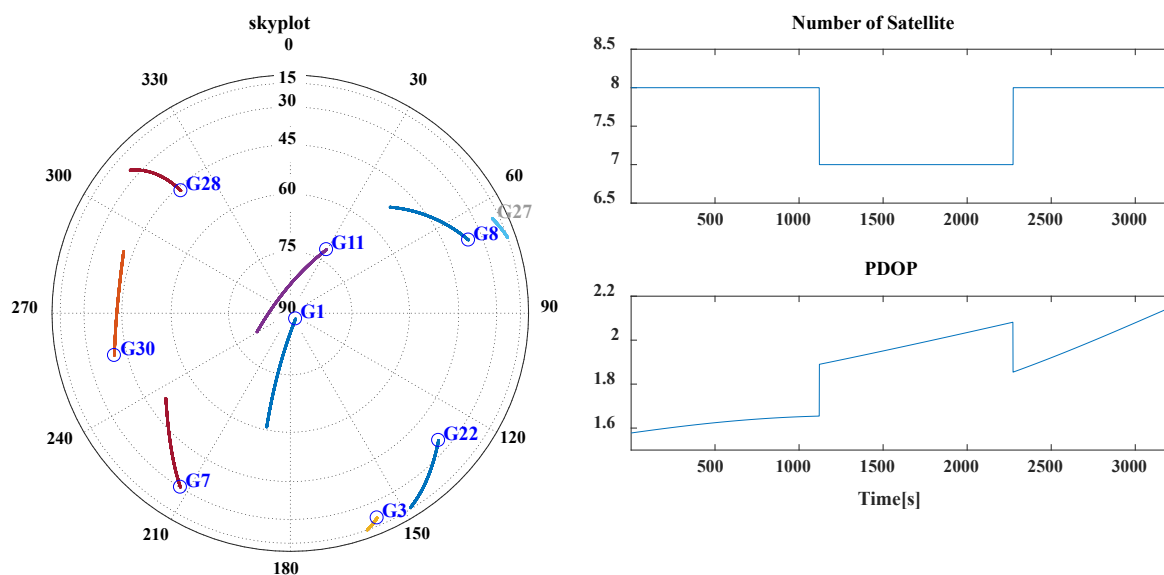 skyplot
0
330
30
15
30
45
60
75
90
300
60
G28
G27
G8
G11
270
90
G1
G30
240
120
G22
G7
G3
210
150
180
Number of Satellite
8.5
8
7.5
7
6.5
500 1000 1500 2000 2500 3000
PDOP
2.2
2
1.8
1.6
500 1000 1500 2000 2500 3000
Time[s]